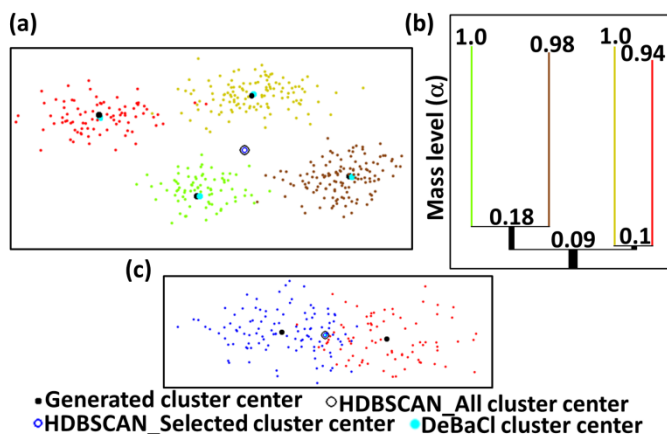 (a)
(b)
1.0
0.98
1.0
0.94
Mass level (α)
0.18
0.09
0.1
(c)
Generated cluster center
HDBSCAN_All cluster center
HDBSCAN_Selected cluster center
DeBaCl cluster center